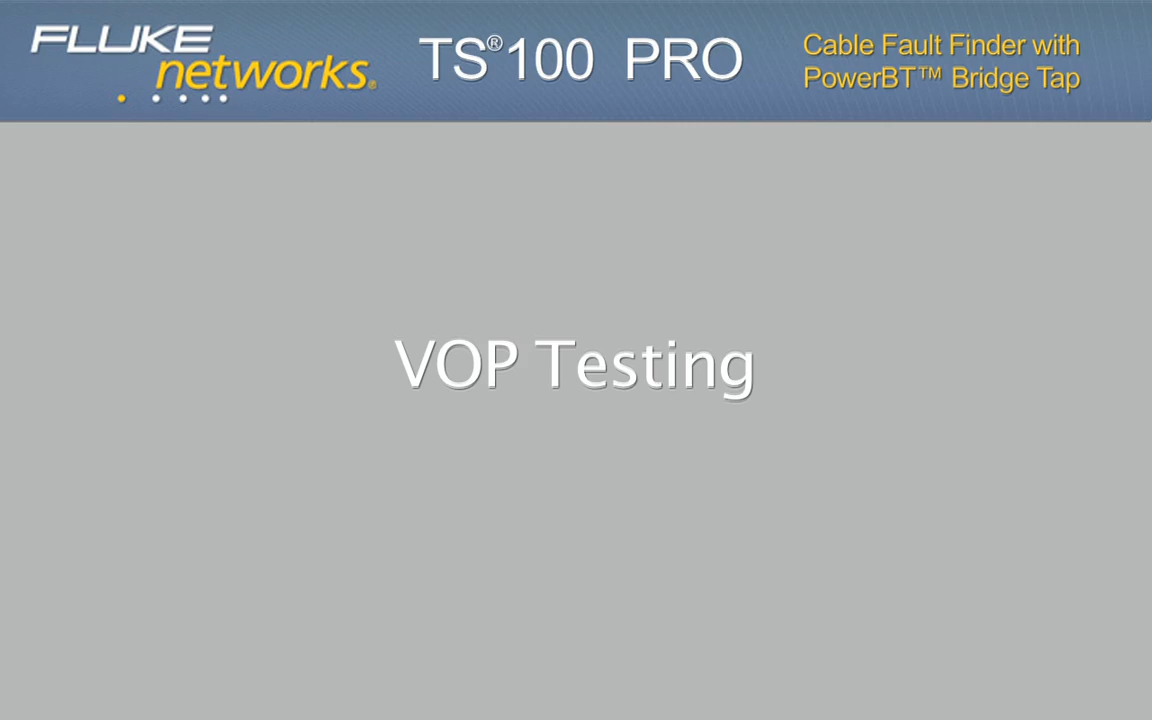 FLUKE networks®
TS®100 PRO
Cable Fault Finder with
PowerBT™ Bridge Tap
VOP Testing